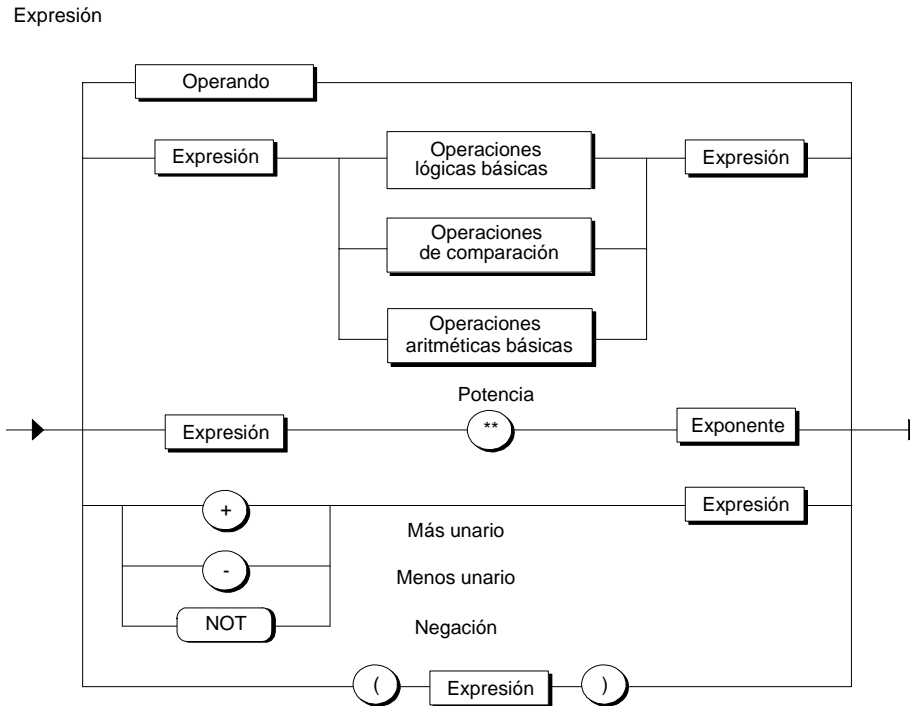 Expresión
Operando
Expresión
Operaciones
lógicas básicas
Expresión
Operaciones
de comparación
Operaciones
aritméticas básicas
Potencia
Expresión
**
Exponente
+
Expresión
Más unario
-
Menos unario
NOT
Negación
(
Expresión
)